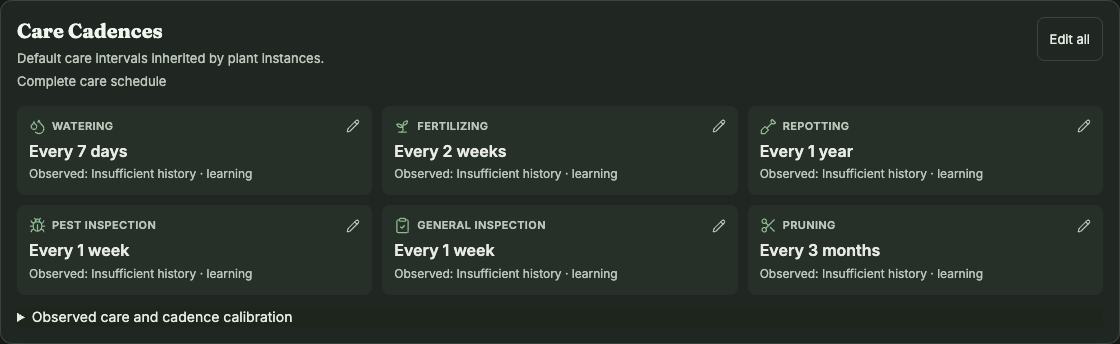 Care Cadences
Edit all
Default care intervals inherited by plant instances.
Complete care schedule
WATERING
Every 7 days
Observed: Insufficient history · learning
FERTILIZING
Every 2 weeks
Observed: Insufficient history · learning
REPOTTING
Every 1 year
Observed: Insufficient history · learning
PEST INSPECTION
Every 1 week
Observed: Insufficient history · learning
GENERAL INSPECTION
Every 1 week
Observed: Insufficient history · learning
PRUNING
Every 3 months
Observed: Insufficient history · learning
Observed care and cadence calibration